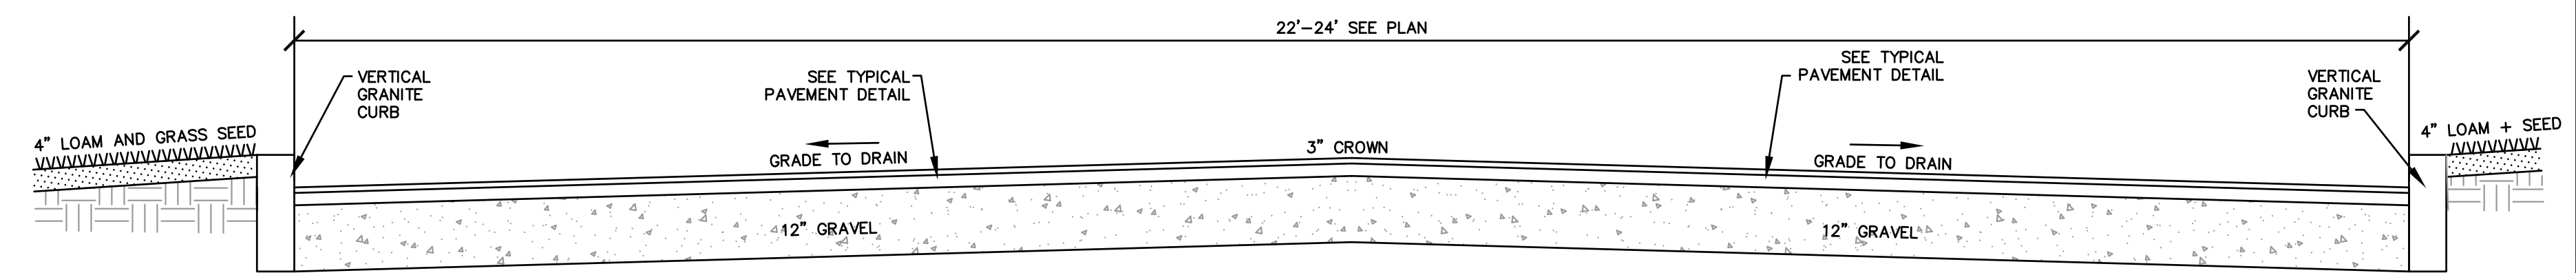 22'-24' SEE PLAN
VERTICAL
GRANITE
CURB
SEE TYPICAL
PAVEMENT DETAIL
SEE TYPICAL
PAVEMENT DETAIL
VERTICAL
GRANITE
CURB
4" LOAM AND GRASS SEED
GRADE TO DRAIN
3" CROWN
GRADE TO DRAIN
4" LOAM + SEED
12" GRAVEL
12" GRAVEL